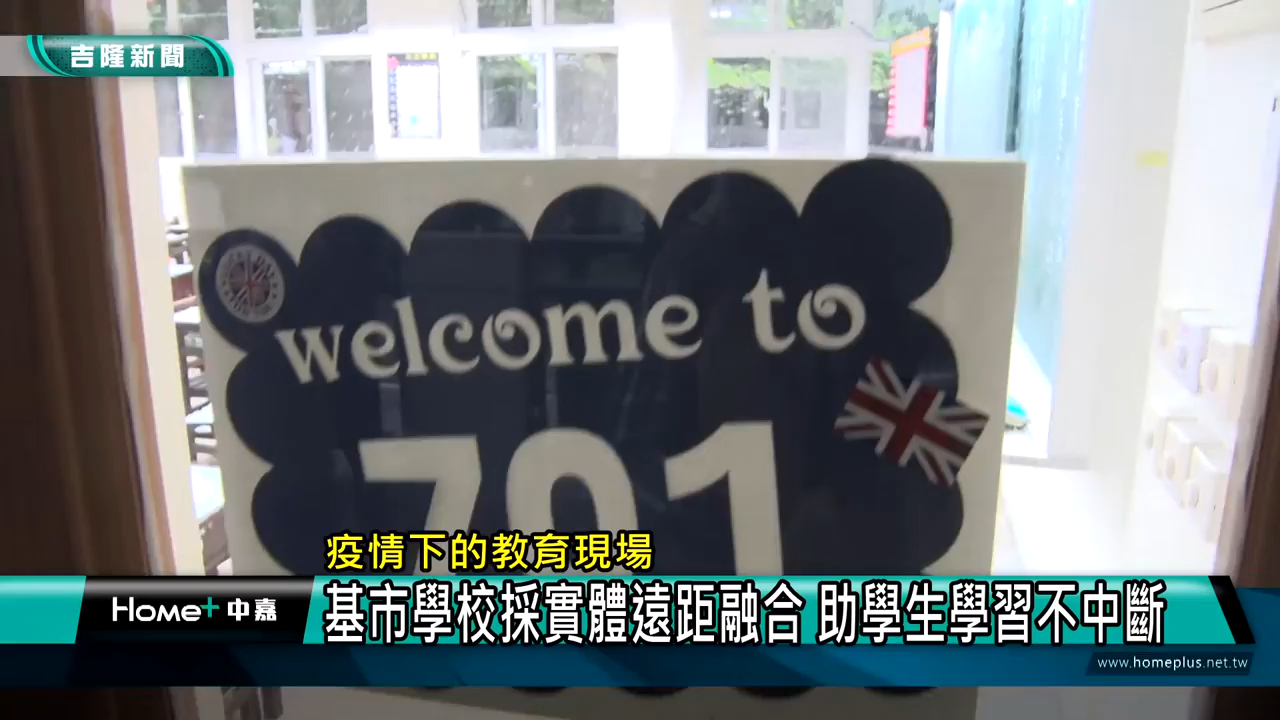 吉隆新聞
welcome to
701
疫情下的教育現場
Home+中嘉
基市學校採實體遠距融合 助學生學習不中斷
www.homeplus.net.tw